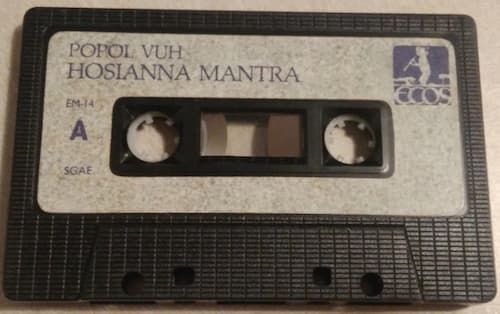 POPOL VUH
HOSIANNA MANTRA
ECOS
EM-14
A
SGAE